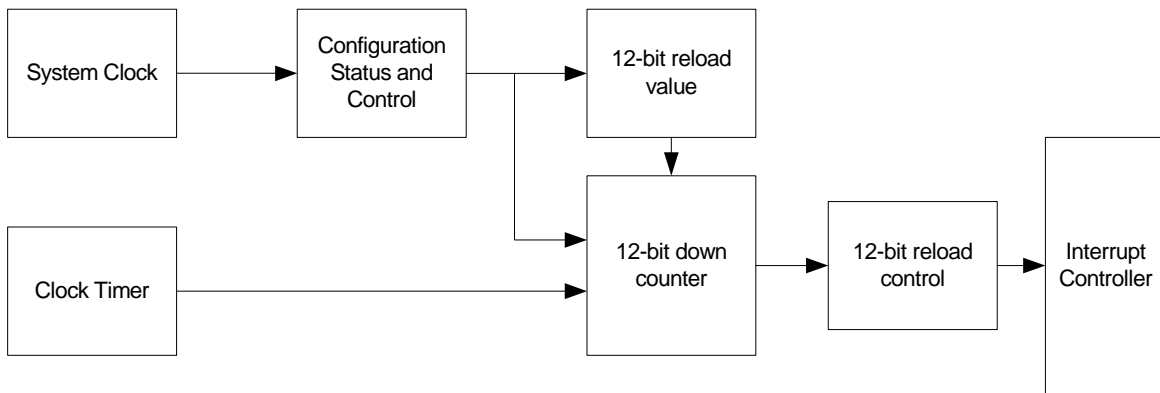 System Clock
Configuration
Status and
Control
12-bit reload
value
Clock Timer
12-bit down
counter
12-bit reload
control
Interrupt
Controller